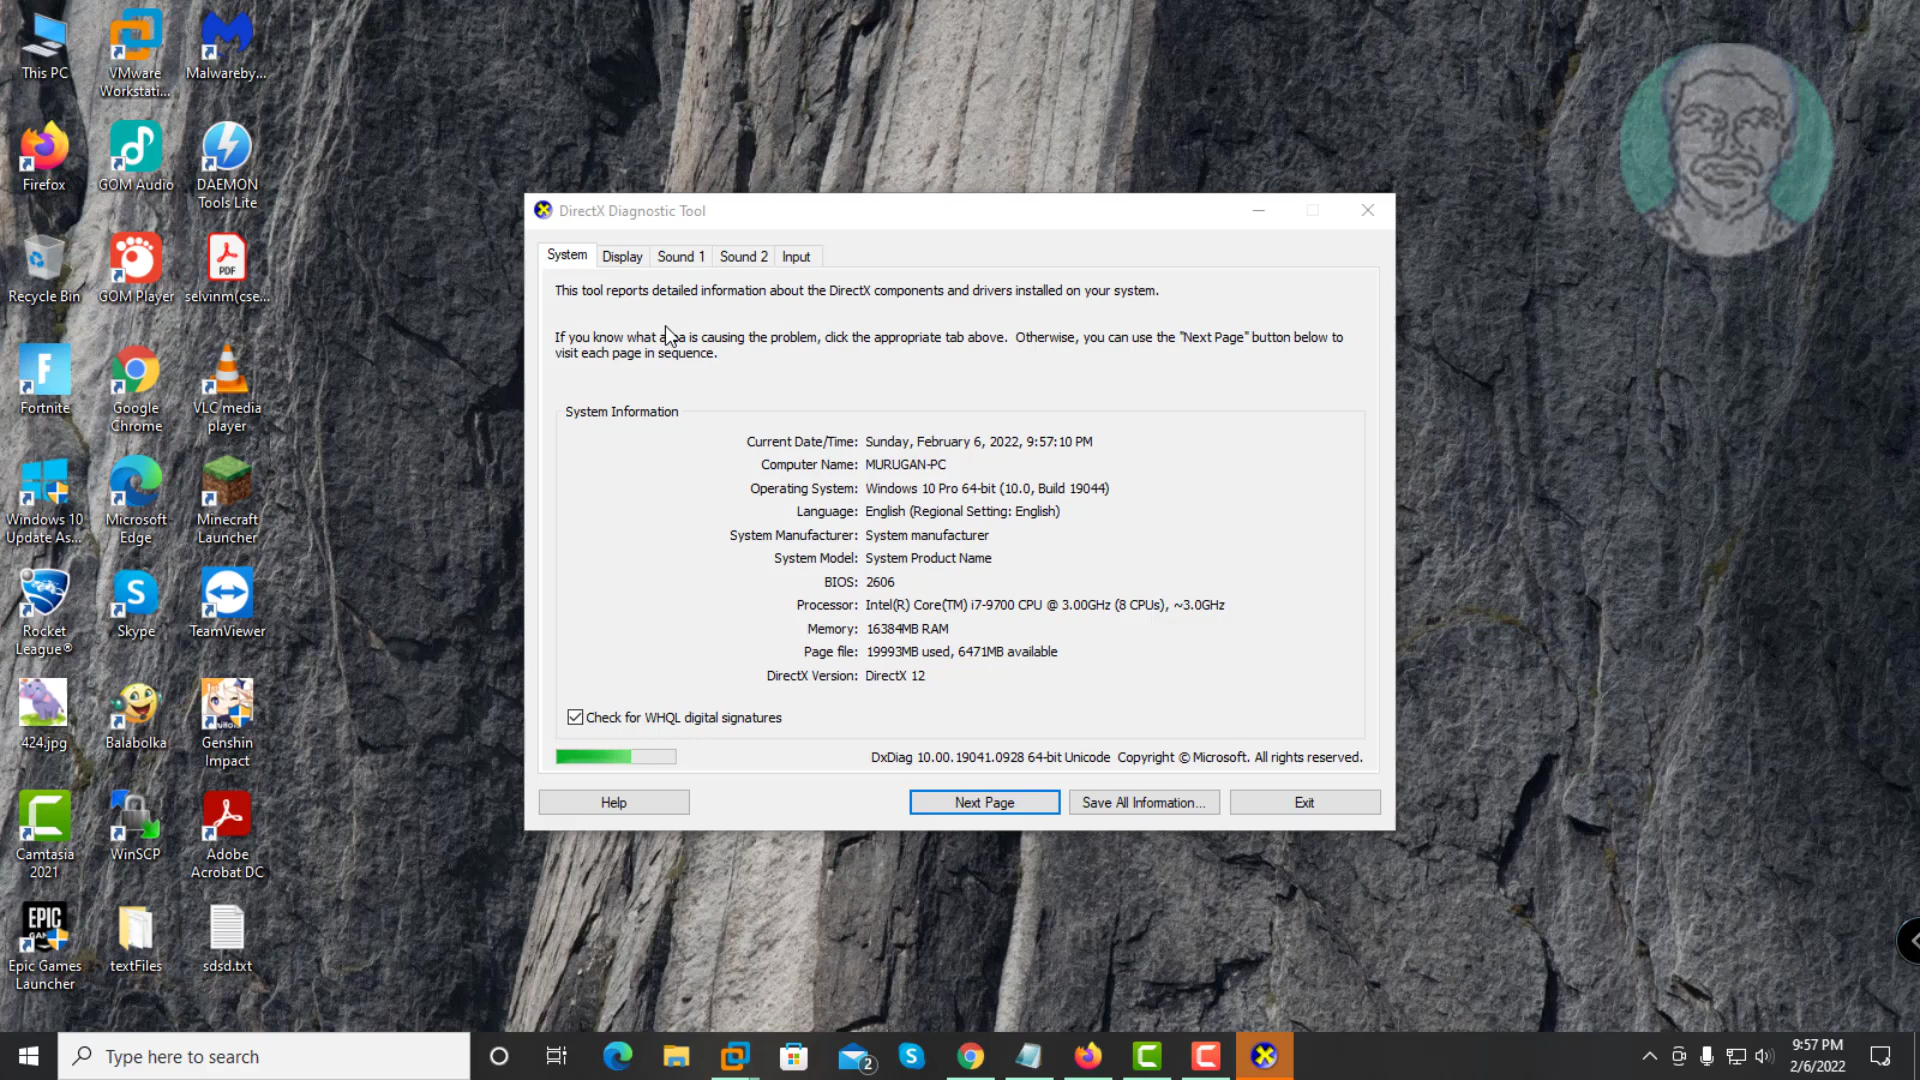 This PC
VMware
Workstati...
Malwareby...
Firefox
GOM Audio
DAEMON
Tools Lite
Recycle Bin
GOM Player
PDF
selvinm(cse...
Fortnite
Google
Chrome
VLC media
player
Windows 10
Update As...
Microsoft
Edge
Minecraft
Launcher
Rocket
League®
Skype
TeamViewer
424.jpg
Balabolka
Genshin
Impact
Camtasia
2021
WinSCP
Adobe
Acrobat DC
EPIC
Epic Games
Launcher
textFiles
sdsd.txt
DirectX Diagnostic Tool
System Display Sound 1 Sound 2 Input
This tool reports detailed information about the DirectX components and drivers installed on your system.
If you know what area is causing the problem, click the appropriate tab above. Otherwise, you can use the "Next Page" button below to
visit each page in sequence.
System Information
Current Date/Time: Sunday, February 6, 2022, 9:57:10 PM
Computer Name: MURUGAN-PC
Operating System: Windows 10 Pro 64-bit (10.0, Build 19044)
Language: English (Regional Setting: English)
System Manufacturer: System manufacturer
System Model: System Product Name
BIOS: 2606
Processor: Intel(R) Core(TM) i7-9700 CPU @ 3.00GHz (8 CPUs), ~3.0GHz
Memory: 16384MB RAM
Page file: 19993MB used, 6471MB available
DirectX Version: DirectX 12
Check for WHQL digital signatures
DxDiag 10.00.19041.0928 64-bit Unicode Copyright © Microsoft. All rights reserved.
Help Next Page Save All Information... Exit
Type here to search
2
9:57 PM
2/6/2022